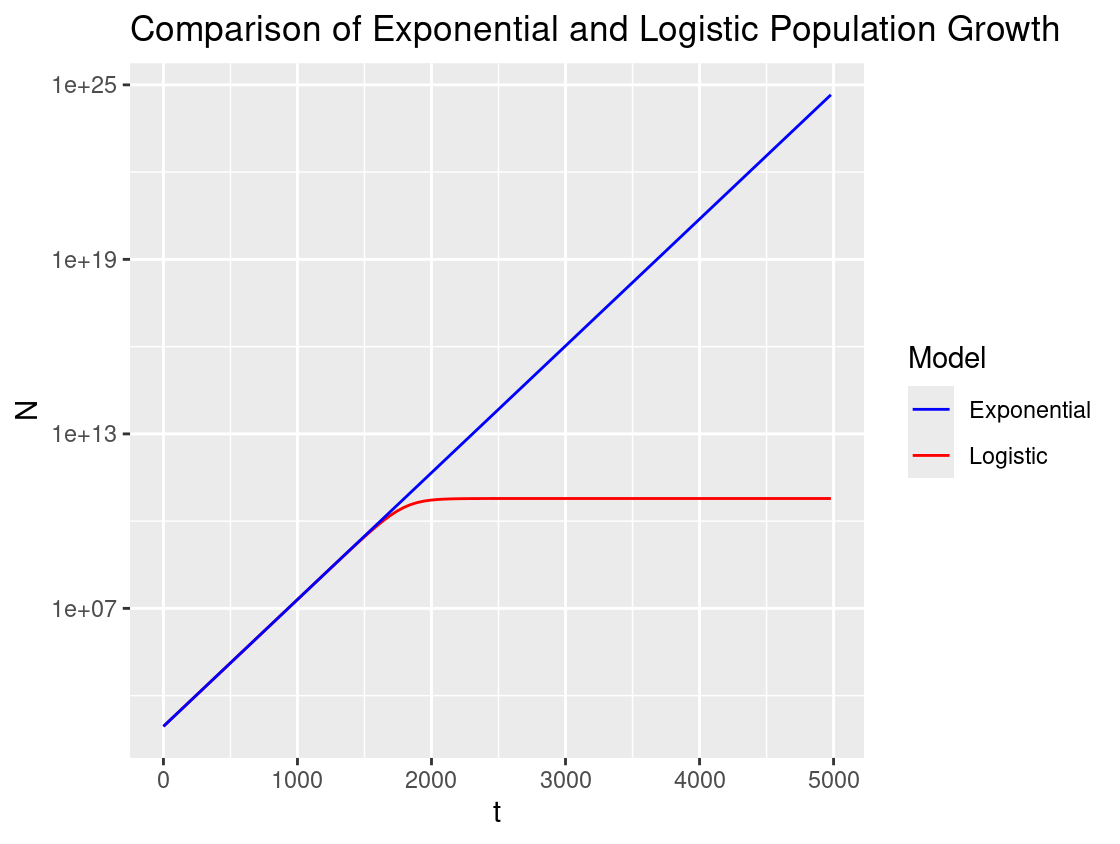 Comparison of Exponential and Logistic Population Growth
1e+25
1e+19
1e+13
1e+07
N
0 1000 2000 3000 4000 5000
t
Model
Exponential
Logistic